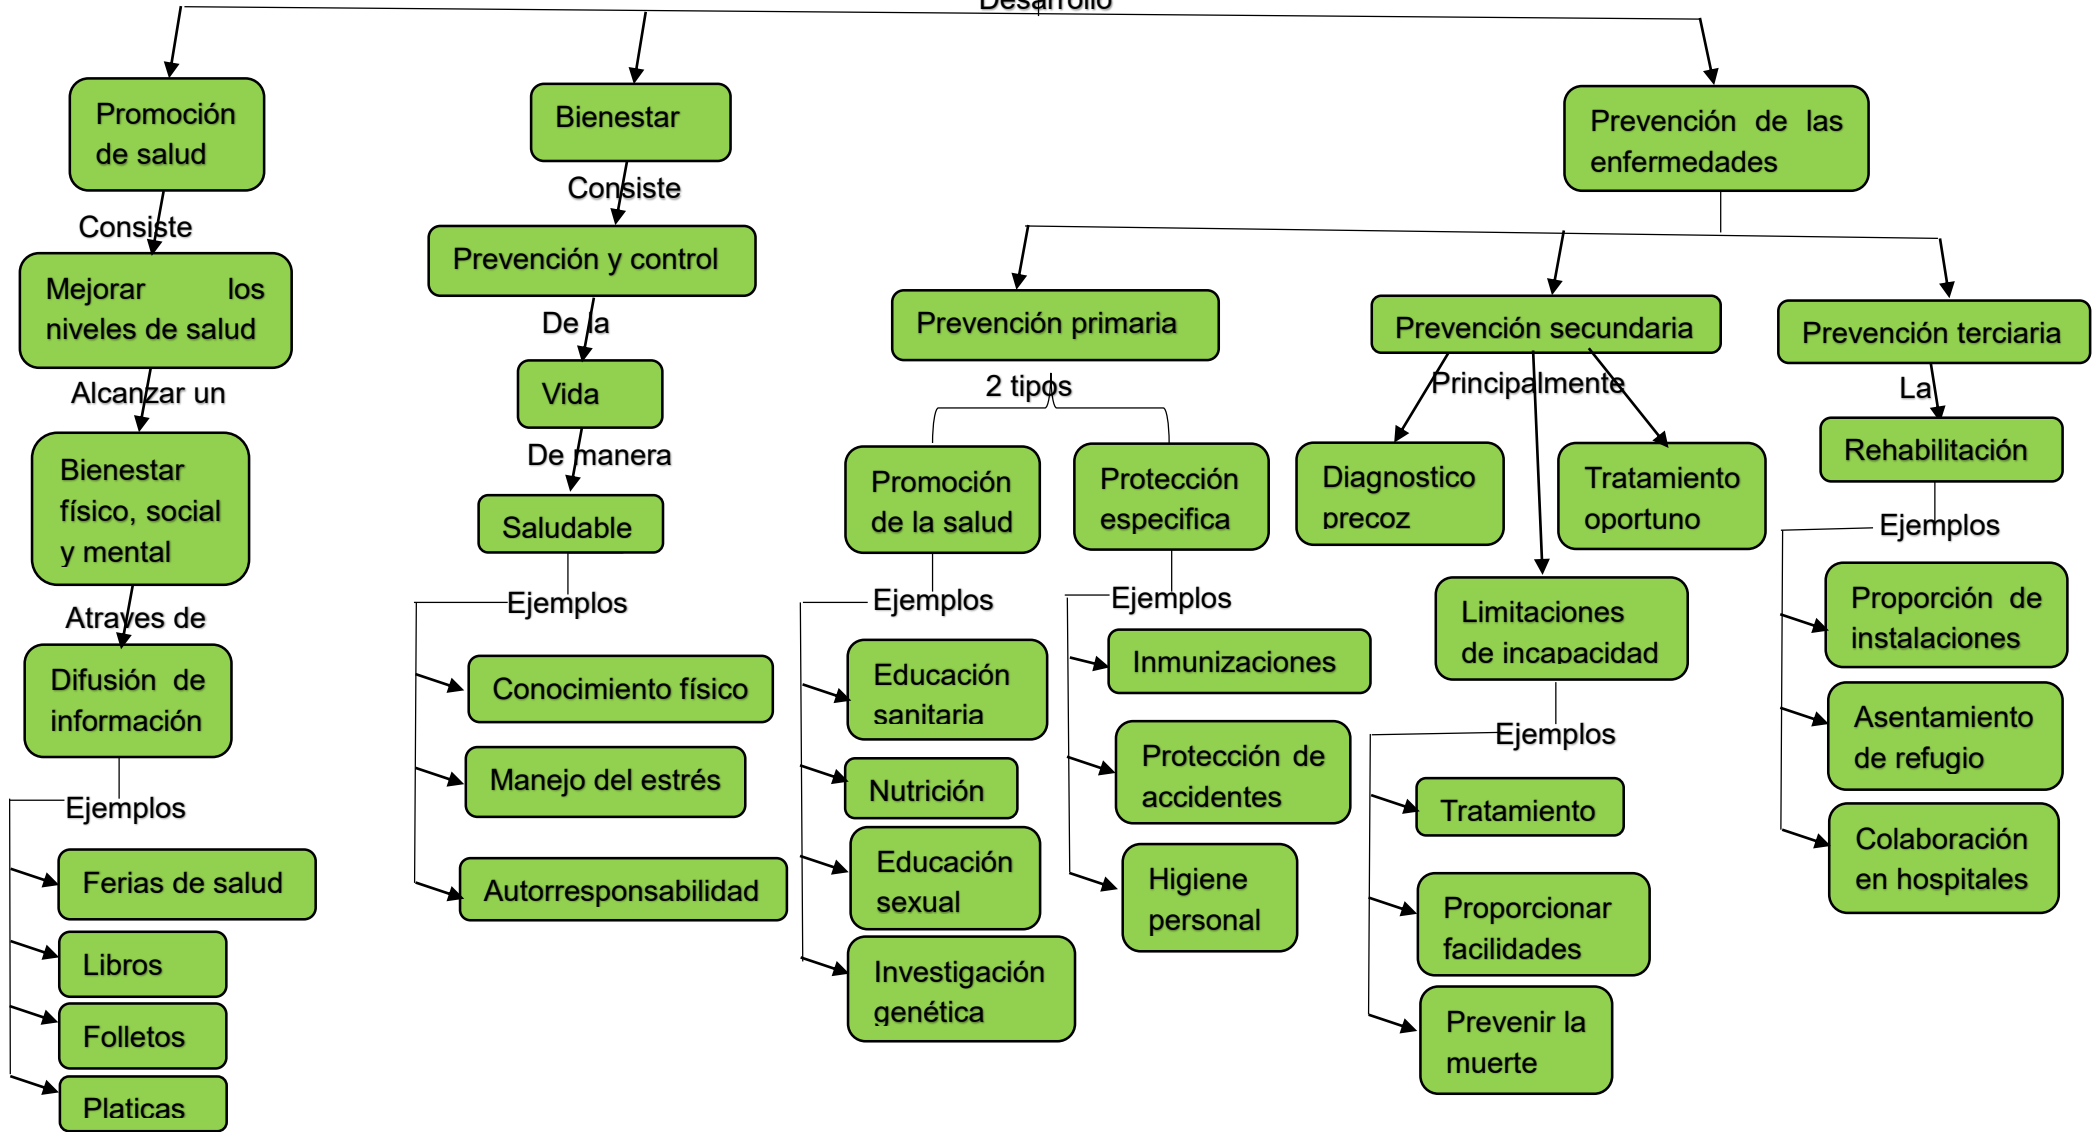 Desarrollo
Promoción
de salud
Consiste
Mejorar los
niveles de salud
Alcanzar un
Bienestar
físico, social
y mental
Atraves de
Difusión de
información
Ejemplos
Ferias de salud
Libros
Folletos
Platicas
Bienestar
Consiste
Prevención y control
De la
Vida
De manera
Saludable
Ejemplos
Conocimiento físico
Manejo del estrés
Autorresponsabilidad
Prevención de las
enfermedades
Prevención primaria
2 tipos
Promoción
de la salud
Ejemplos
Educación
sanitaria
Nutrición
Educación
sexual
Investigación
genética
Protección
especifica
Ejemplos
Inmunizaciones
Protección de
accidentes
Higiene
personal
Prevención secundaria
Principalmente
Diagnostico
precoz
Limitaciones
de incapacidad
Ejemplos
Tratamiento
Proporcionar
facilidades
Prevenir la
muerte
Tratamiento
oportuno
Prevención terciaria
La
Rehabilitación
Ejemplos
Proporción de
instalaciones
Asentamiento
de refugio
Colaboración
en hospitales